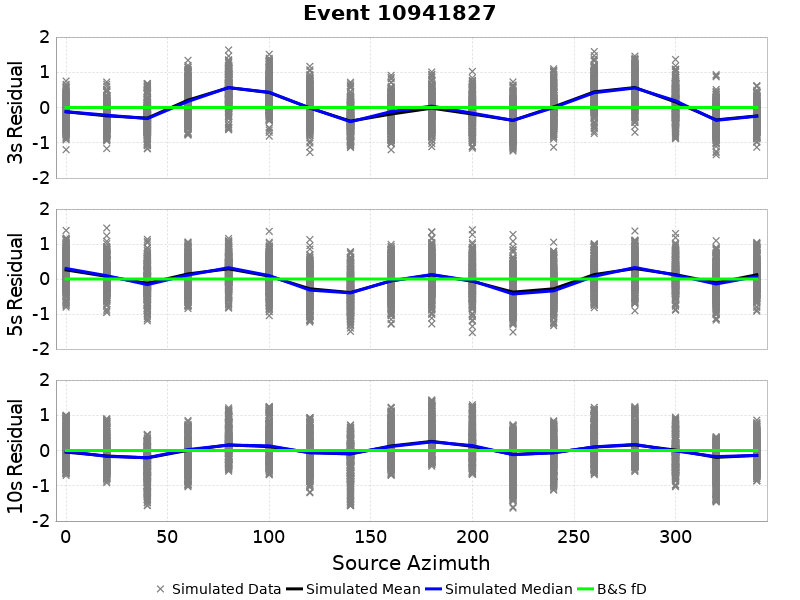 Event 10941827
3s Residual
2
1
0
-1
-2
5s Residual
2
1
0
-1
-2
10s Residual
2
1
0
-1
-2
0 50 100 150 200 250 300
Source Azimuth
Simulated Data Simulated Mean Simulated Median B&S fD